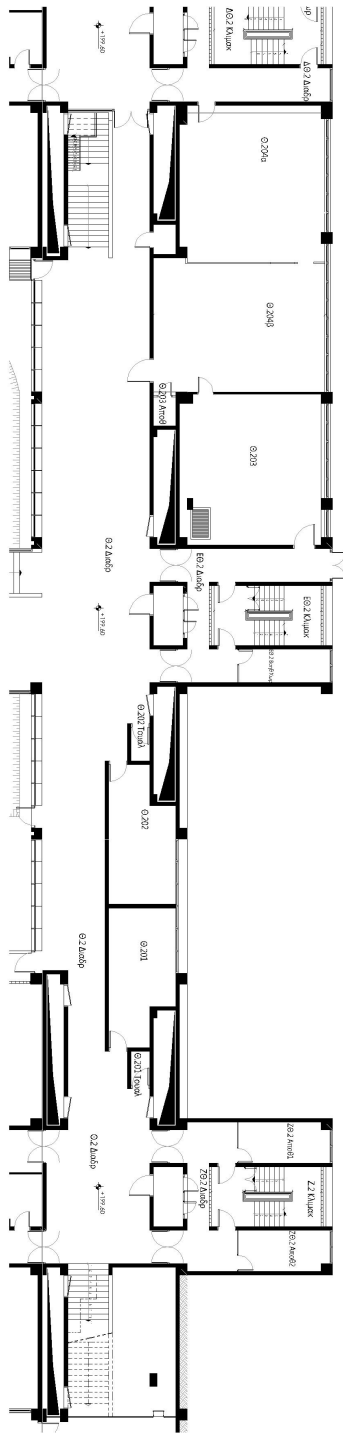 +199.60
ΔΘ.2 Κλιμακ
ΔΘ.2 Διαδρ
Θ.204α
Θ.204β
Θ.203 Αποθ
Θ.203
Θ.2 Διαδρ
ΕΘ.2 Διαδρ
+199.60
ΕΘ.2 Κλιμακ
Θ.202 Τουαλ
Θ.202
Θ.201
Θ.2 Διαδρ
Θ.201 Τουαλ
Θ.2 Διαδρ
ΖΘ.2 Αποθ1
ΖΘ.2 Διαδρ
Ζ.2 Κλιμακ
+199.60
ΖΘ.2 Αποθ2